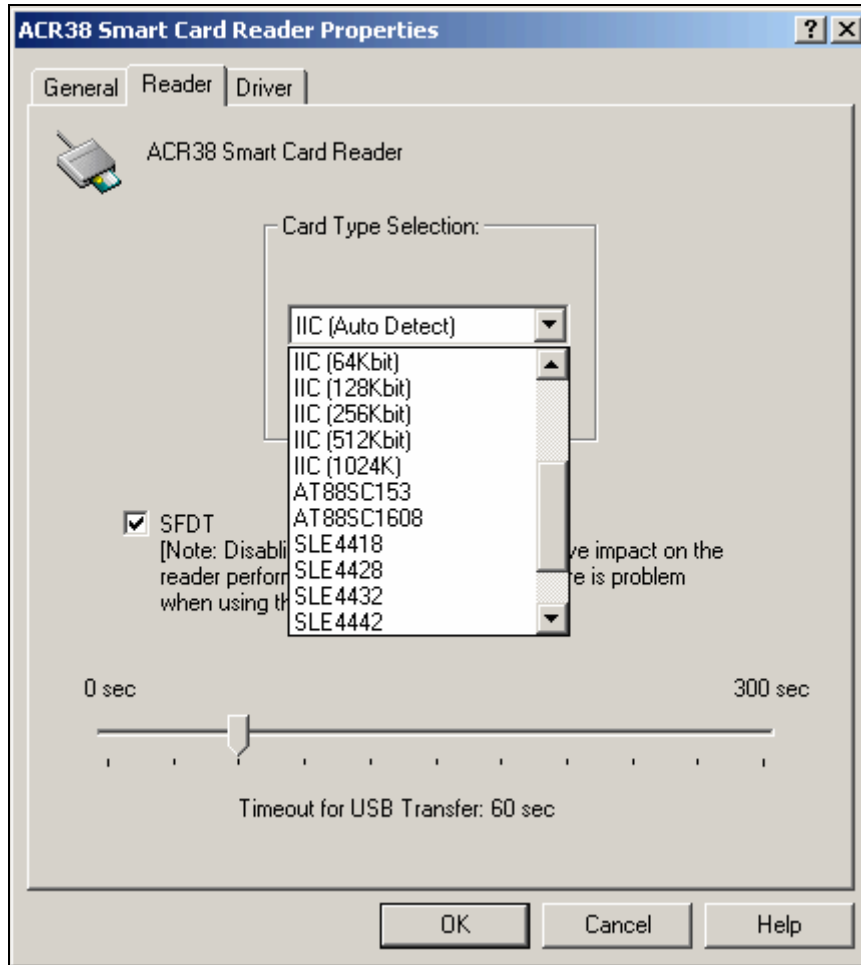 ACR38 Smart Card Reader Properties
General Reader Driver
ACR38 Smart Card Reader
Card Type Selection:
IIC (Auto Detect)
IIC (64Kbit)
IIC (128Kbit)
IIC (256Kbit)
IIC (512Kbit)
IIC (1024K)
AT88SC153
AT88SC1608
SLE4418
SLE4428
SLE4432
SLE4442
SFDT
[Note: Disabli ve impact on the
reader perforn re is problem
when using th
0 sec 300 sec
Timeout for USB Transfer: 60 sec
OK Cancel Help